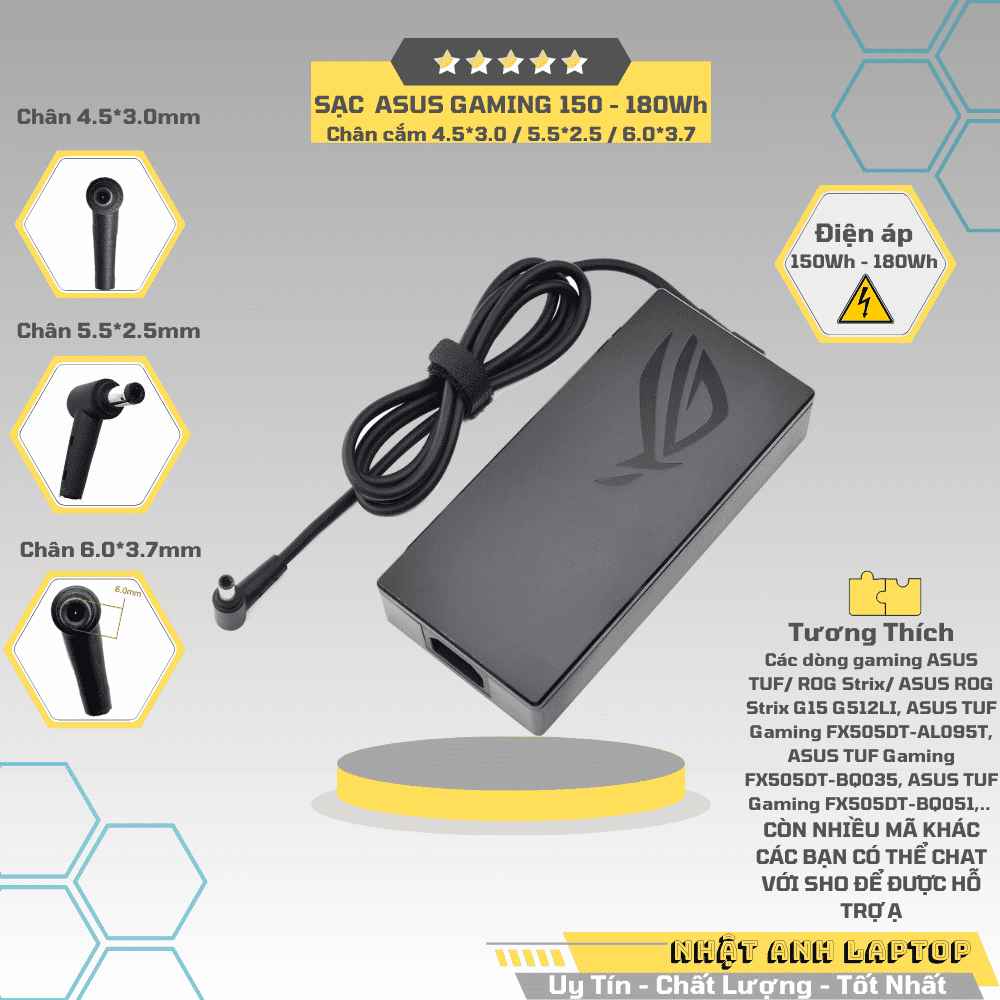 SẠC ASUS GAMING 150 - 180Wh
Chân cắm 4.5*3.0 / 5.5*2.5 / 6.0*3.7
Chân 4.5*3.0mm
Chân 5.5*2.5mm
Chân 6.0*3.7mm
6.0mm
Điện áp
150Wh - 180Wh
Tương Thích
Các dòng gaming ASUS
TUF/ ROG Strix/ ASUS ROG
Strix G15 G512LI, ASUS TUF
Gaming FX505DT-AL095T,
ASUS TUF Gaming
FX505DT-BQ035, ASUS TUF
Gaming FX505DT-BQ051,..
CÒN NHIỀU MÃ KHÁC
CÁC BẠN CÓ THỂ CHAT
VỚI SHO ĐỂ ĐƯỢC HỖ
TRỢ Ạ
NHẬT ANH LAPTOP
Uy Tín - Chất Lượng - Tốt Nhất